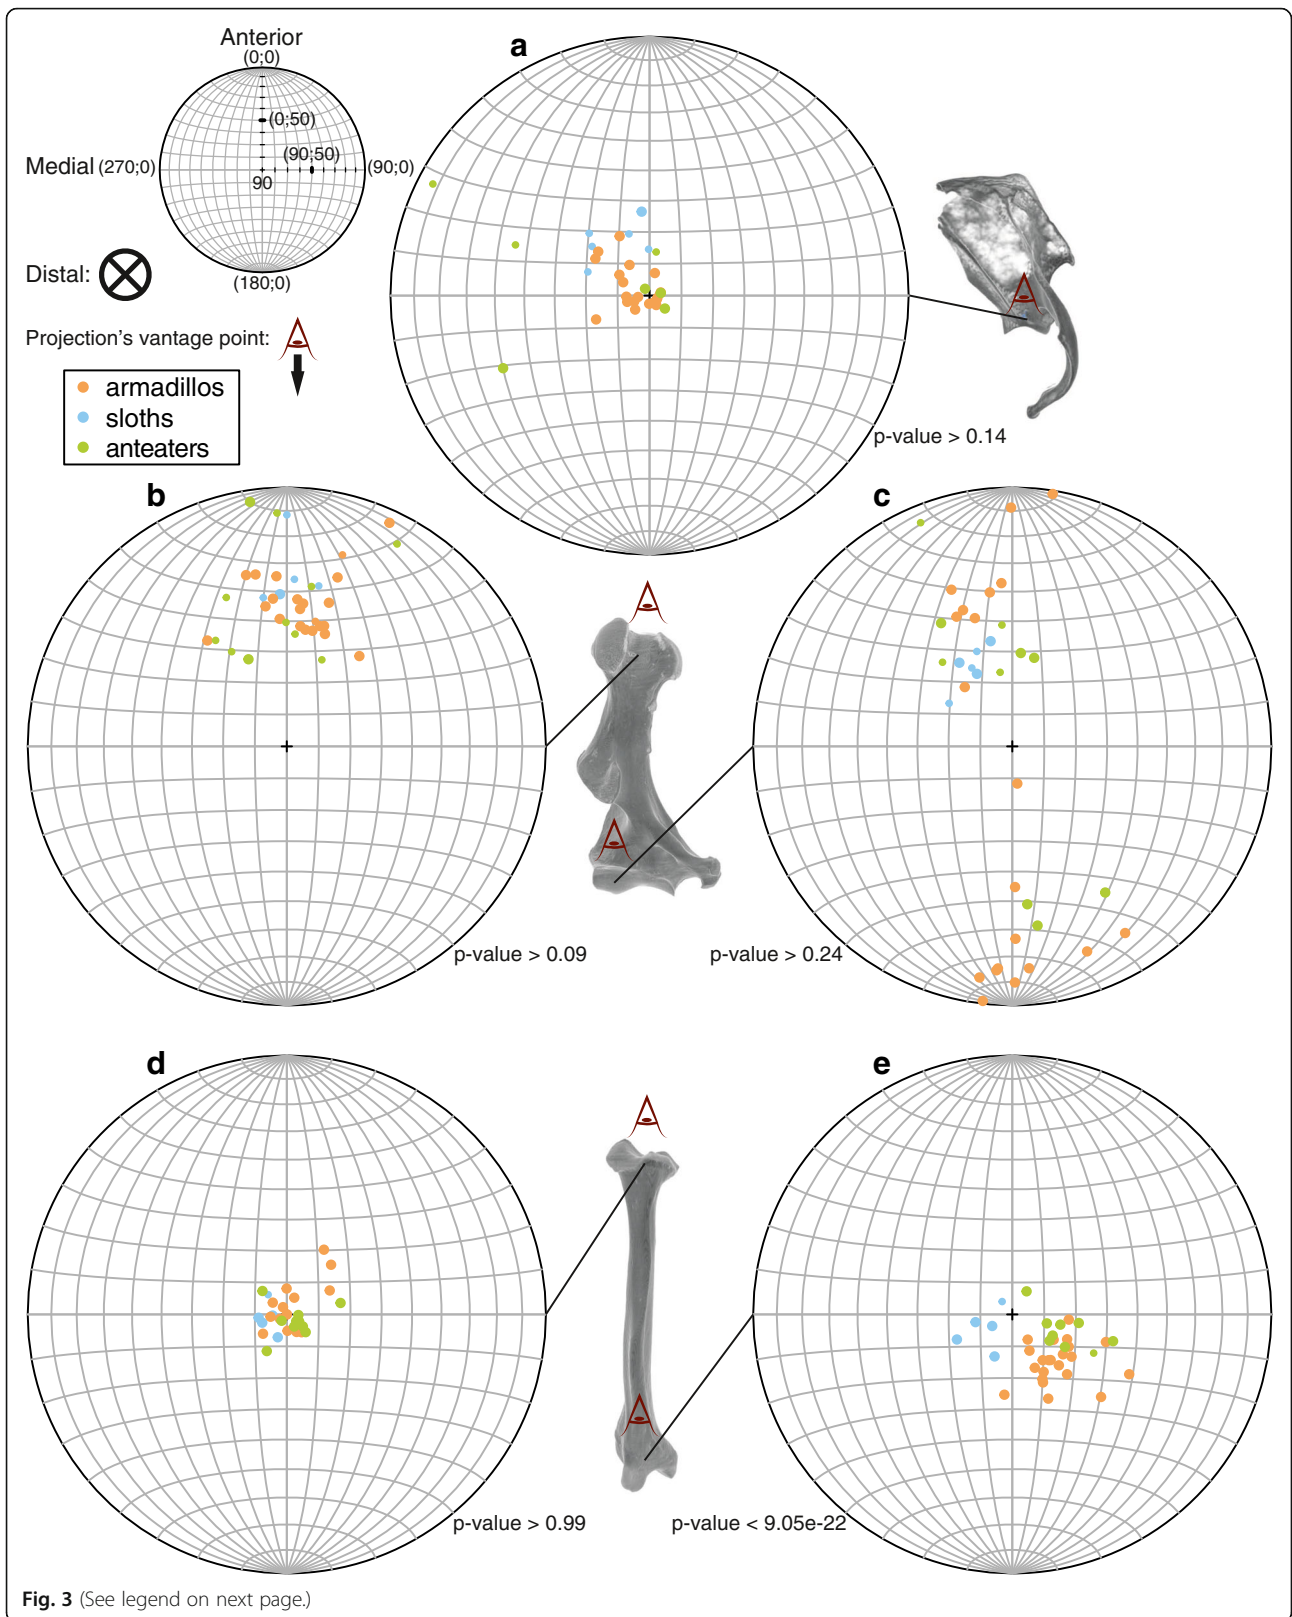 Anterior
(0;0)
(0;50)
(90;50)
Medial (270;0)
(90;0)
90
Distal:
(180;0)
Projection's vantage point:
armadillos
sloths
anteaters
a
p-value > 0.14
b
c
p-value > 0.09
p-value > 0.24
d
e
p-value > 0.99
p-value < 9.05e-22
Fig. 3 (See legend on next page.)